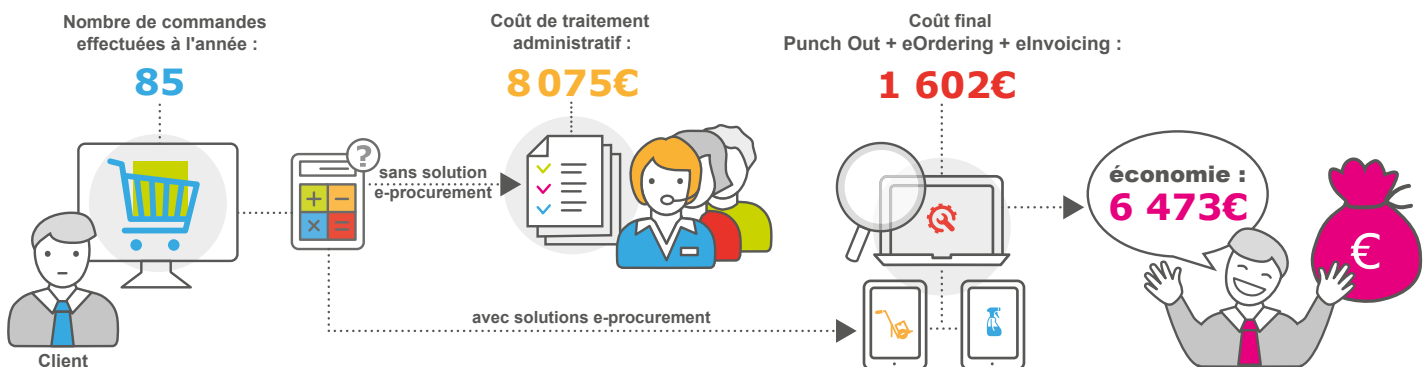 Nombre de commandes
effectuées à l'année :
85
Coût de traitement
administratif :
8 075€
Coût final
Punch Out + eOrdering + eInvoicing :
1 602€
?
sans solution
e-procurement
+ −
× =
économie :
6 473€
€
avec solutions e-procurement
Client